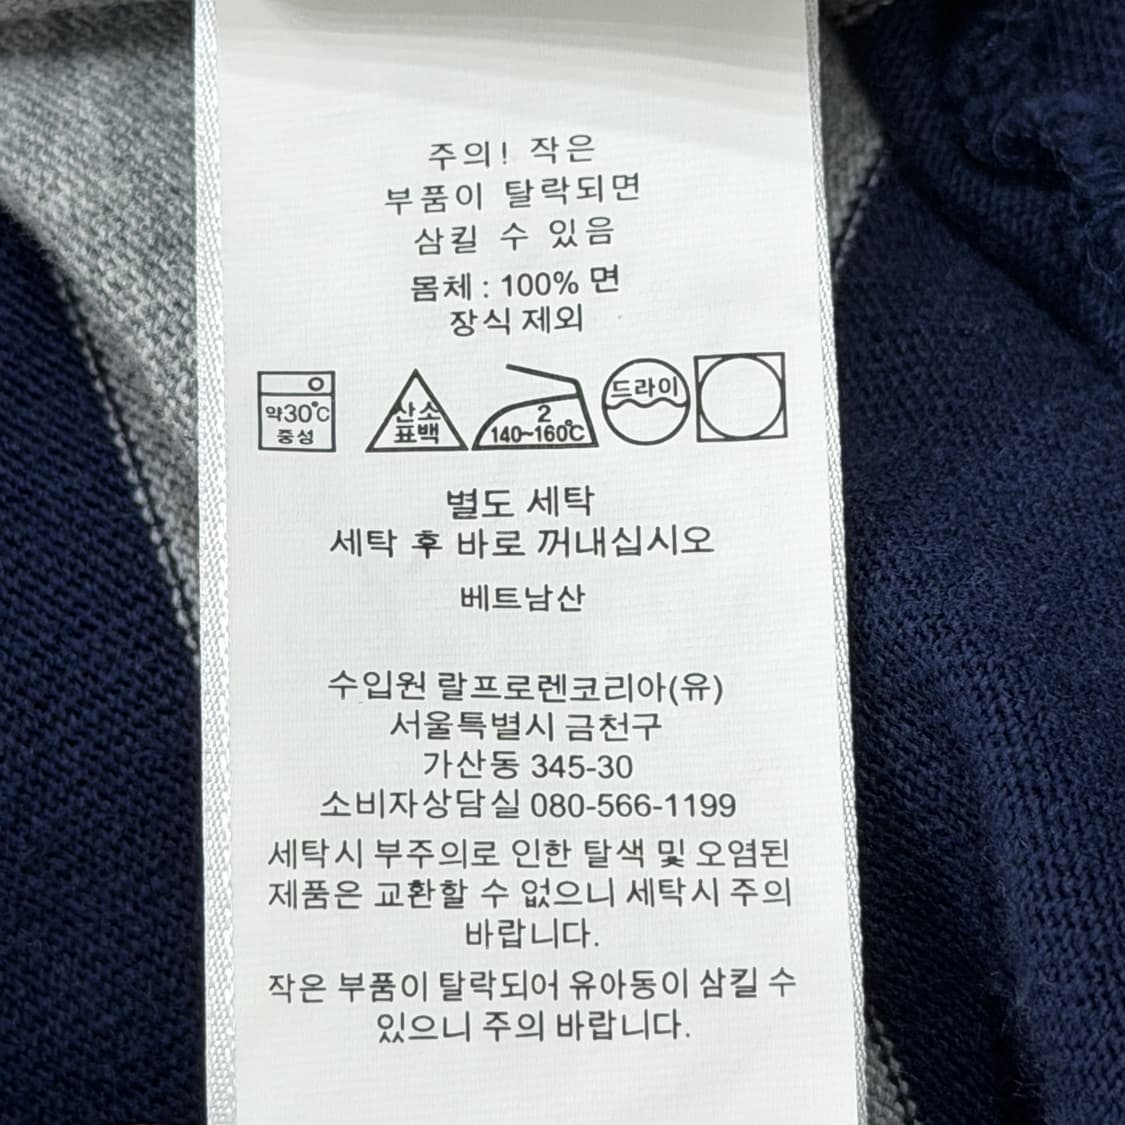 주의! 작은
부품이 탈락되면
삼킬 수 있음
몸체 : 100% 면
장식 제외
약30℃
중성
산소
표백
2
140~160℃
드라이
별도 세탁
세탁 후 바로 꺼내십시오
베트남산
수입원 랄프로렌코리아(유)
서울특별시 금천구
가산동 345-30
소비자상담실 080-566-1199
세탁시 부주의로 인한 탈색 및 오염된
제품은 교환할 수 없으니 세탁시 주의
바랍니다.
작은 부품이 탈락되어 유아동이 삼킬 수
있으니 주의 바랍니다.